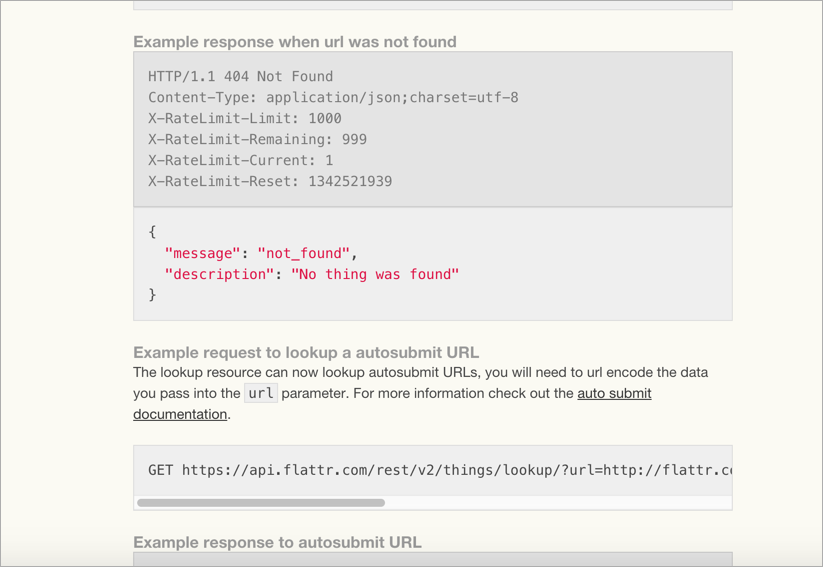 Example response when url was not found
HTTP/1.1 404 Not Found
Content-Type: application/json;charset=utf-8
X-RateLimit-Limit: 1000
X-RateLimit-Remaining: 999
X-RateLimit-Current: 1
X-RateLimit-Reset: 1342521939
{
"message": "not_found",
"description": "No thing was found"
}
Example request to lookup a autosubmit URL
The lookup resource can now lookup autosubmit URLs, you will need to url encode the data
you pass into the url parameter. For more information check out the auto submit
documentation.
GET https://api.flattr.com/rest/v2/things/lookup/?url=http://flattr.c
Example response to autosubmit URL